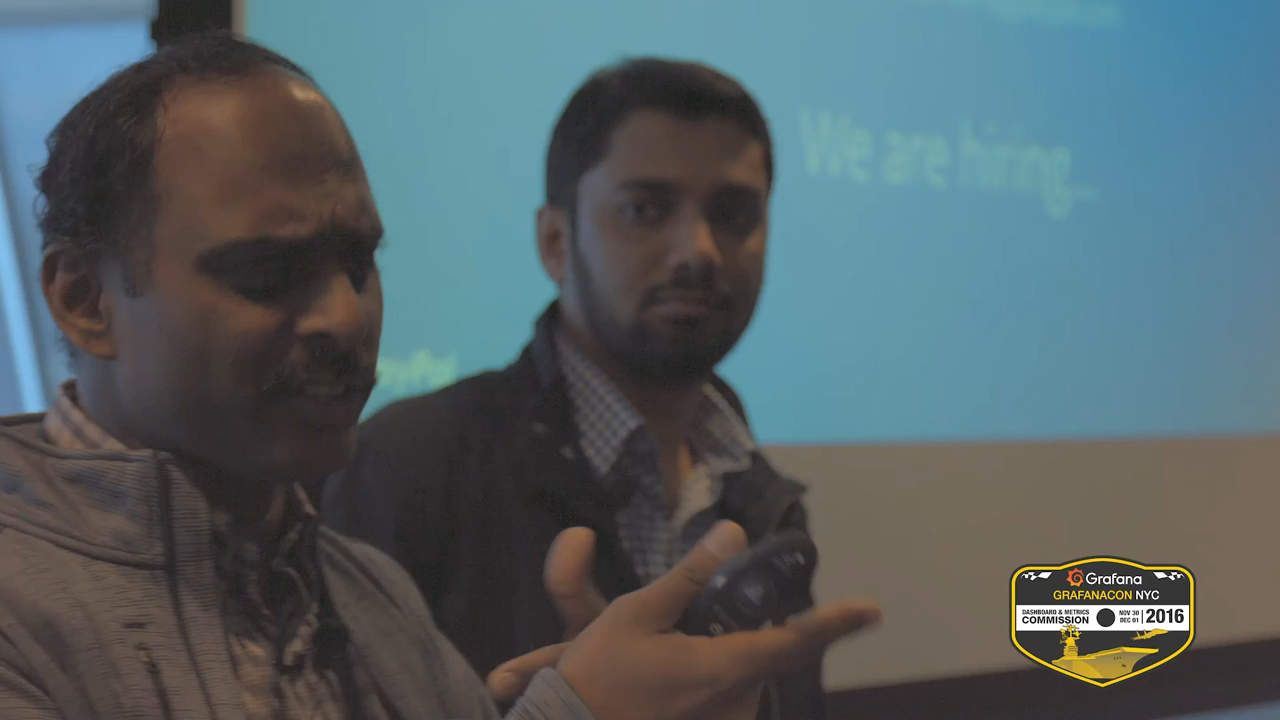 We are hiring...
Grafana
GRAFANACON NYC
DASHBOARD & METRICS
COMMISSION
NOV 30
DEC 01
2016